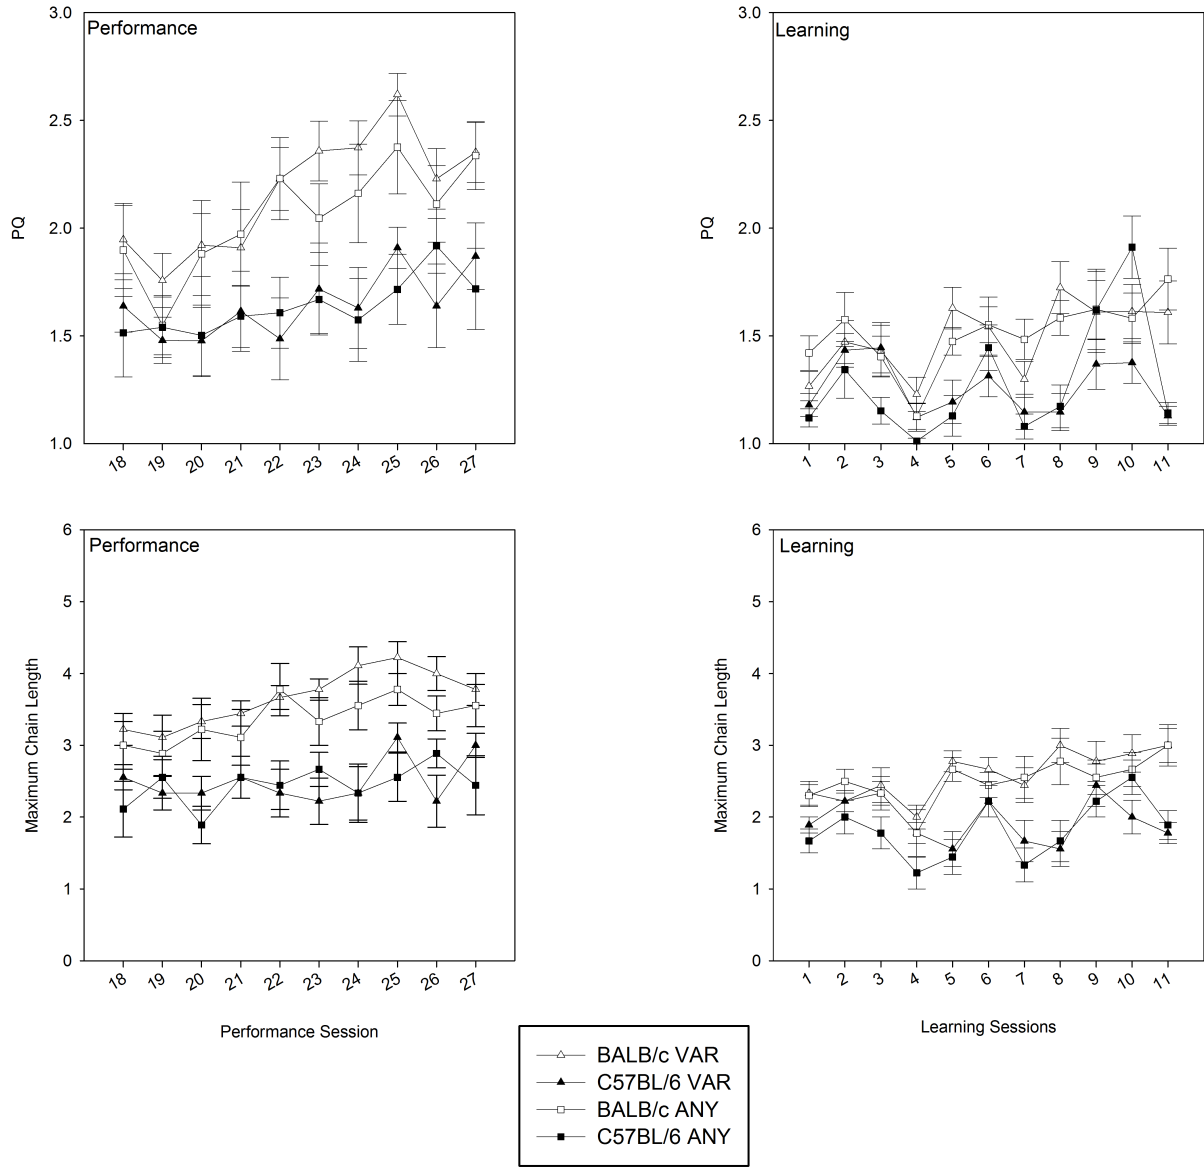 Performance
3.0
2.5
2.0
1.5
1.0
PQ
18 19 20 21 22 23 24 25 26 27
Learning
3.0
2.5
2.0
1.5
1.0
PQ
1 2 3 4 5 6 7 8 9 10 11
Performance
6
5
4
3
2
1
0
Maximum Chain Length
18 19 20 21 22 23 24 25 26 27
Performance Session
Learning
6
5
4
3
2
1
0
Maximum Chain Length
1 2 3 4 5 6 7 8 9 10 11
Learning Sessions
BALB/c VAR
C57BL/6 VAR
BALB/c ANY
C57BL/6 ANY